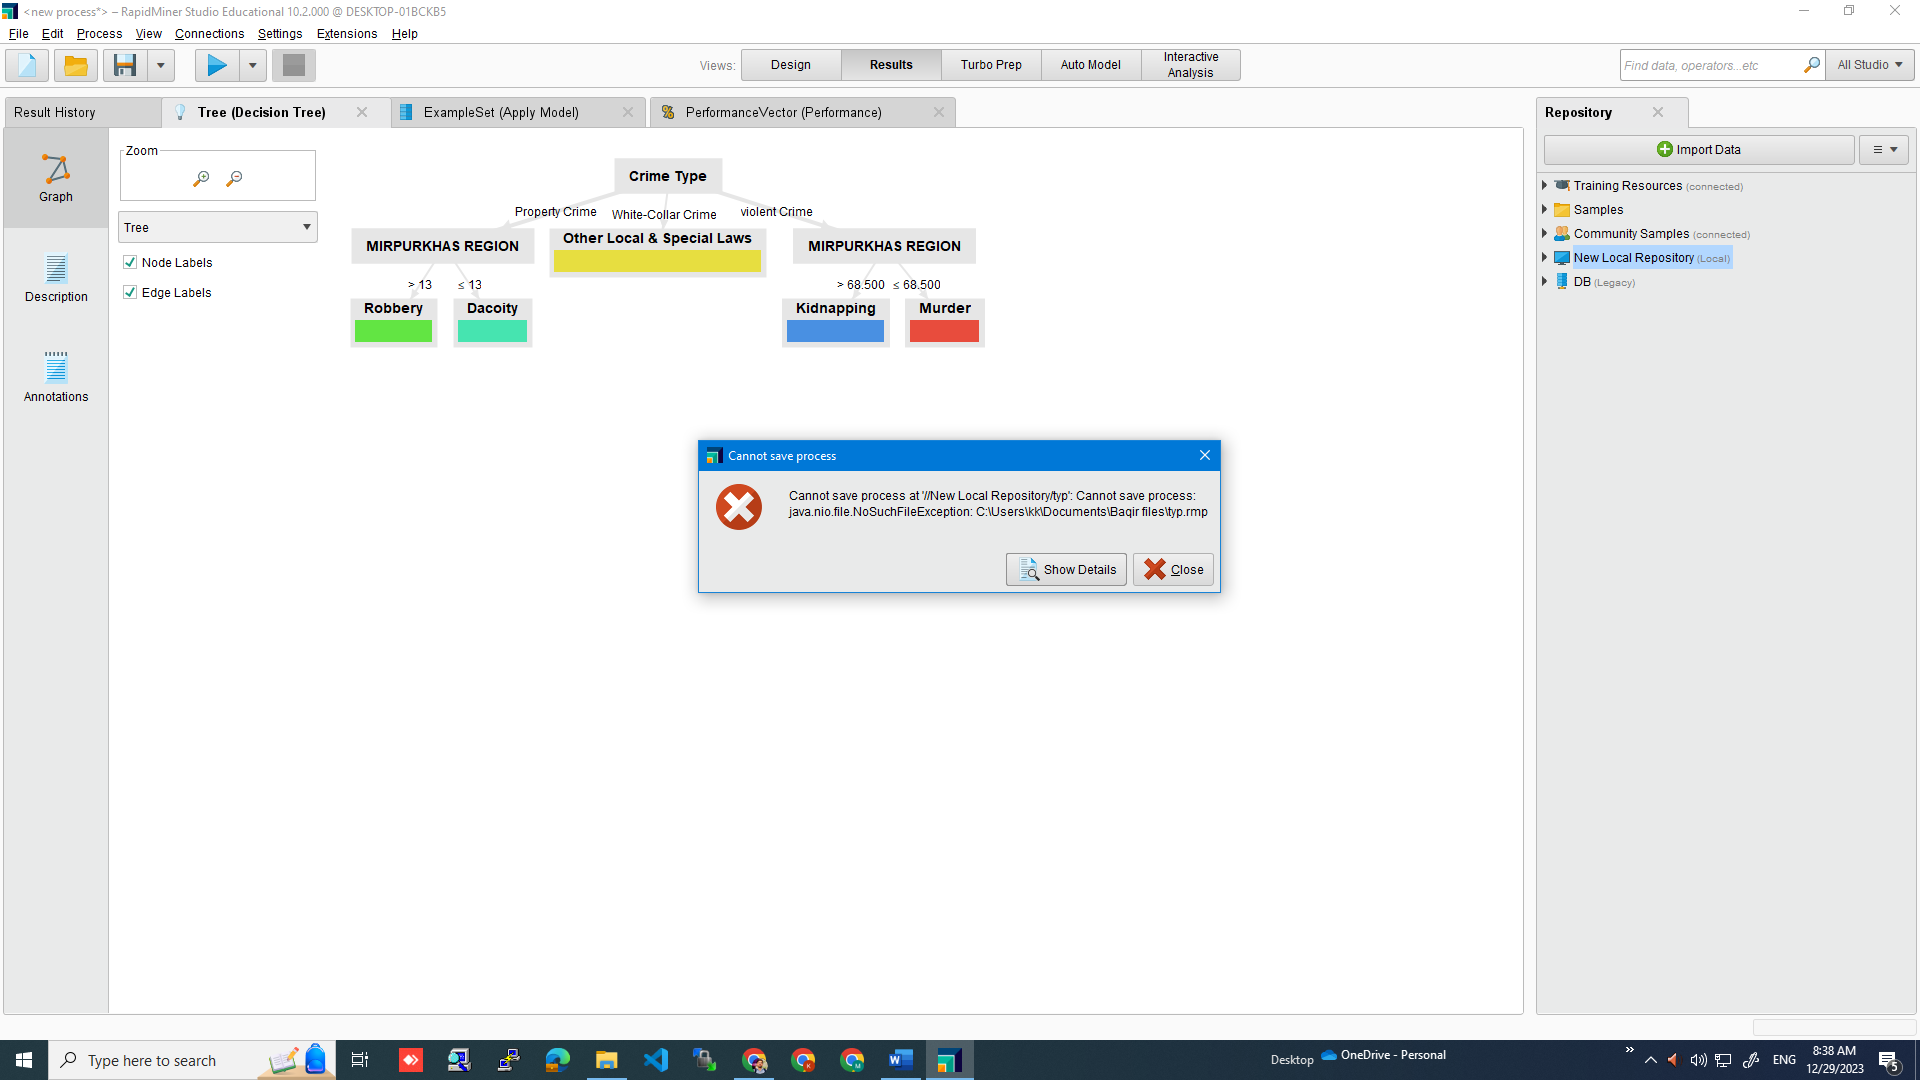 <new process*> – RapidMiner Studio Educational 10.2.000 @ DESKTOP-01BCKB5
File Edit Process View Connections Settings Extensions Help
Views: Design Results Turbo Prep Auto Model Interactive Analysis
Find data, operators...etc
All Studio
Result History
Tree (Decision Tree)
ExampleSet (Apply Model)
PerformanceVector (Performance)
Repository
Graph
Description
Annotations
Zoom
Tree
Node Labels
Edge Labels
Crime Type
Property Crime White-Collar Crime violent Crime
MIRPURKHAS REGION Other Local & Special Laws MIRPURKHAS REGION
> 13 ≤ 13 > 68.500 ≤ 68.500
Robbery Dacoity Kidnapping Murder
Import Data
Training Resources (connected)
Samples
Community Samples (connected)
New Local Repository (Local)
DB (Legacy)
Cannot save process
Cannot save process at '//New Local Repository/typ': Cannot save process:
java.nio.file.NoSuchFileException: C:\Users\kk\Documents\Baqir files\typ.rmp
Show Details Close
Type here to search
Desktop
OneDrive - Personal
ENG
8:38 AM
12/29/2023
5